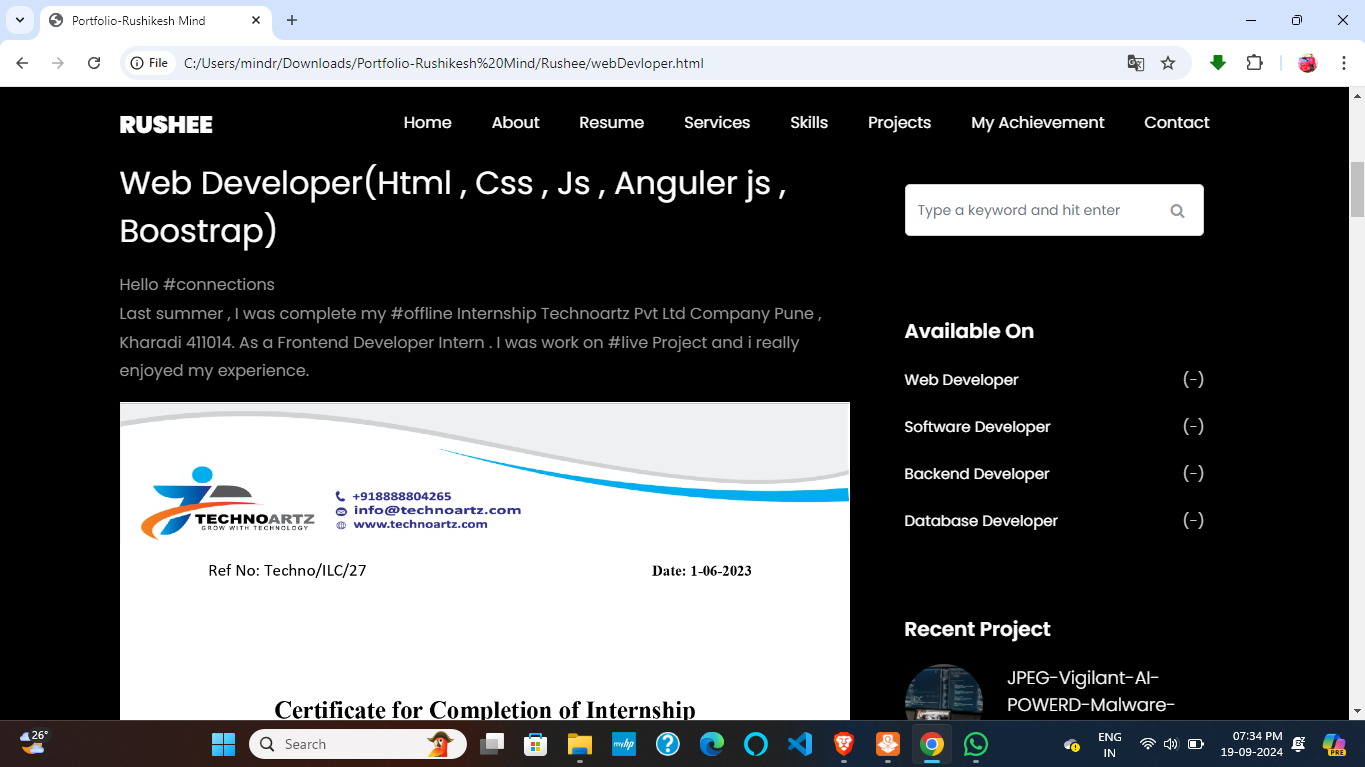 Portfolio-Rushikesh Mind
File
C:/Users/mindr/Downloads/Portfolio-Rushikesh%20Mind/Rushee/webDevloper.html
RUSHEE
Home
About
Resume
Services
Skills
Projects
My Achievement
Contact
Web Developer(Html , Css , Js , Anguler js ,
Boostrap)
Hello #connections
Last summer , I was complete my #offline Internship Technoartz Pvt Ltd Company Pune ,
Kharadi 411014. As a Frontend Developer Intern . I was work on #live Project and i really
enjoyed my experience.
TECHNOARTZ
GROW WITH TECHNOLOGY
+918888804265
info@technoartz.com
www.technoartz.com
Ref No: Techno/ILC/27
Date: 1-06-2023
Certificate for Completion of Internship
Type a keyword and hit enter
Available On
Web Developer (-)
Software Developer (-)
Backend Developer (-)
Database Developer (-)
Recent Project
JPEG-Vigilant-AI-
POWERD-Malware-
26°
Search
myhp
ENG
IN
07:34 PM
19-09-2024
PRE